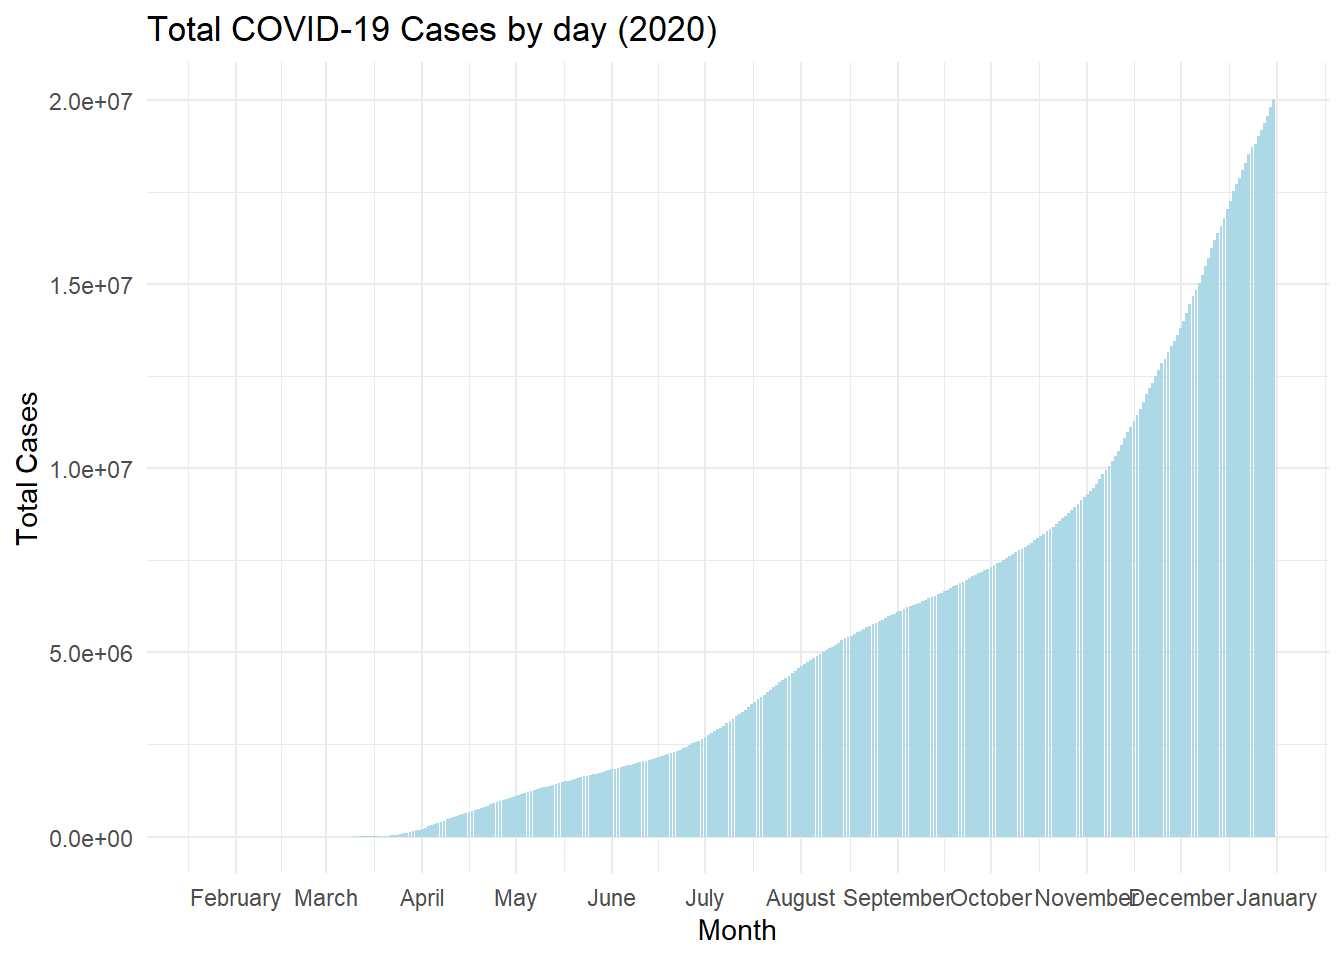 Total COVID-19 Cases by day (2020)
Total Cases
2.0e+07
1.5e+07
1.0e+07
5.0e+06
0.0e+00
February March April May June July August September October November December January
Month